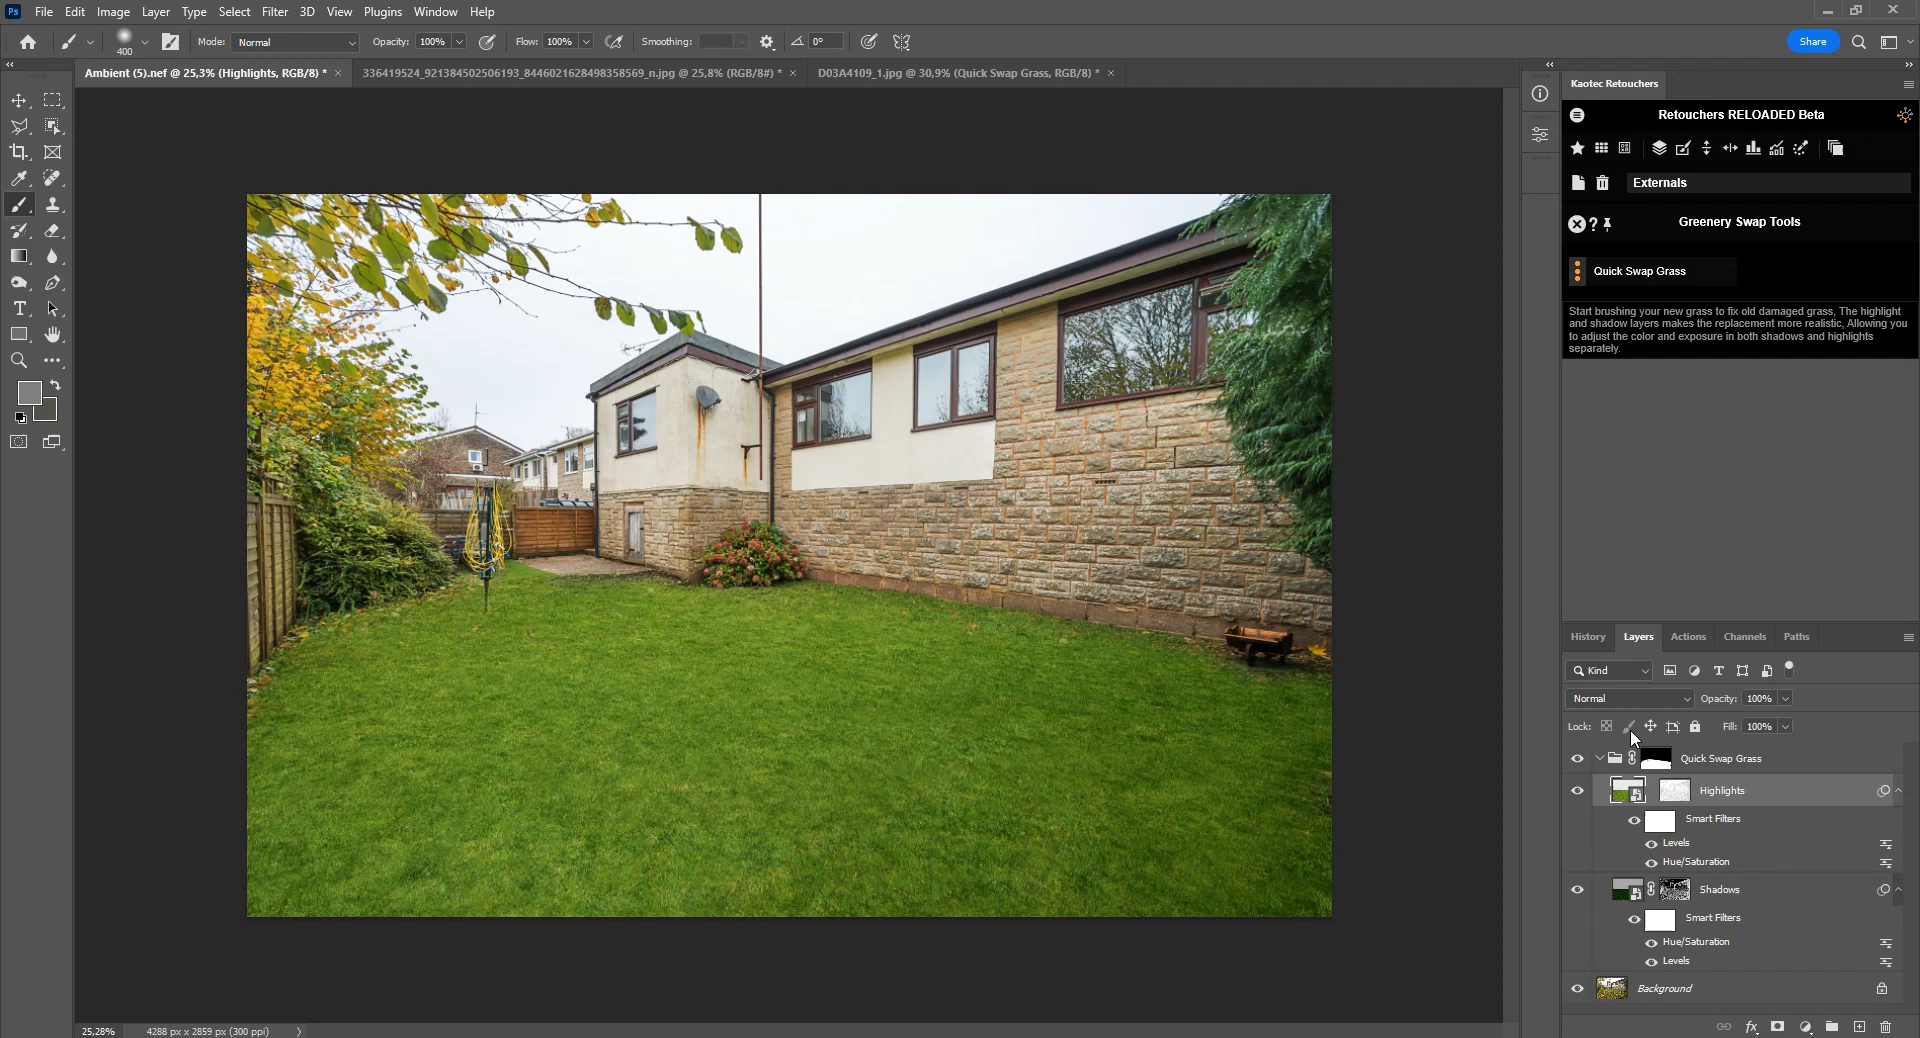 Ps File Edit Image Layer Type Select Filter 3D View Plugins Window Help
400 Mode: Normal Opacity: 100% Flow: 100% Smoothing: 0° Share
Ambient (5).nef @ 25,3% (Highlights, RGB/8) * × 336419524_921384502506193_8446021628498358569_n.jpg @ 25,8% (RGB/8#) * × D03A4109_1.jpg @ 30,9% (Quick Swap Grass, RGB/8) * ×
Kaotec Retouchers
Retouchers RELOADED Beta
Externals
? Greenery Swap Tools
Quick Swap Grass
Start brushing your new grass to fix old damaged grass, The highlight
and shadow layers makes the replacement more realistic, Allowing you
to adjust the color and exposure in both shadows and highlights
separately.
History Layers Actions Channels Paths
Kind
Normal Opacity: 100%
Lock: Fill: 100%
Quick Swap Grass
Highlights
Smart Filters
Levels
Hue/Saturation
Shadows
Smart Filters
Hue/Saturation
Levels
Background
25,28% 4288 px x 2859 px (300 ppi) >
fx